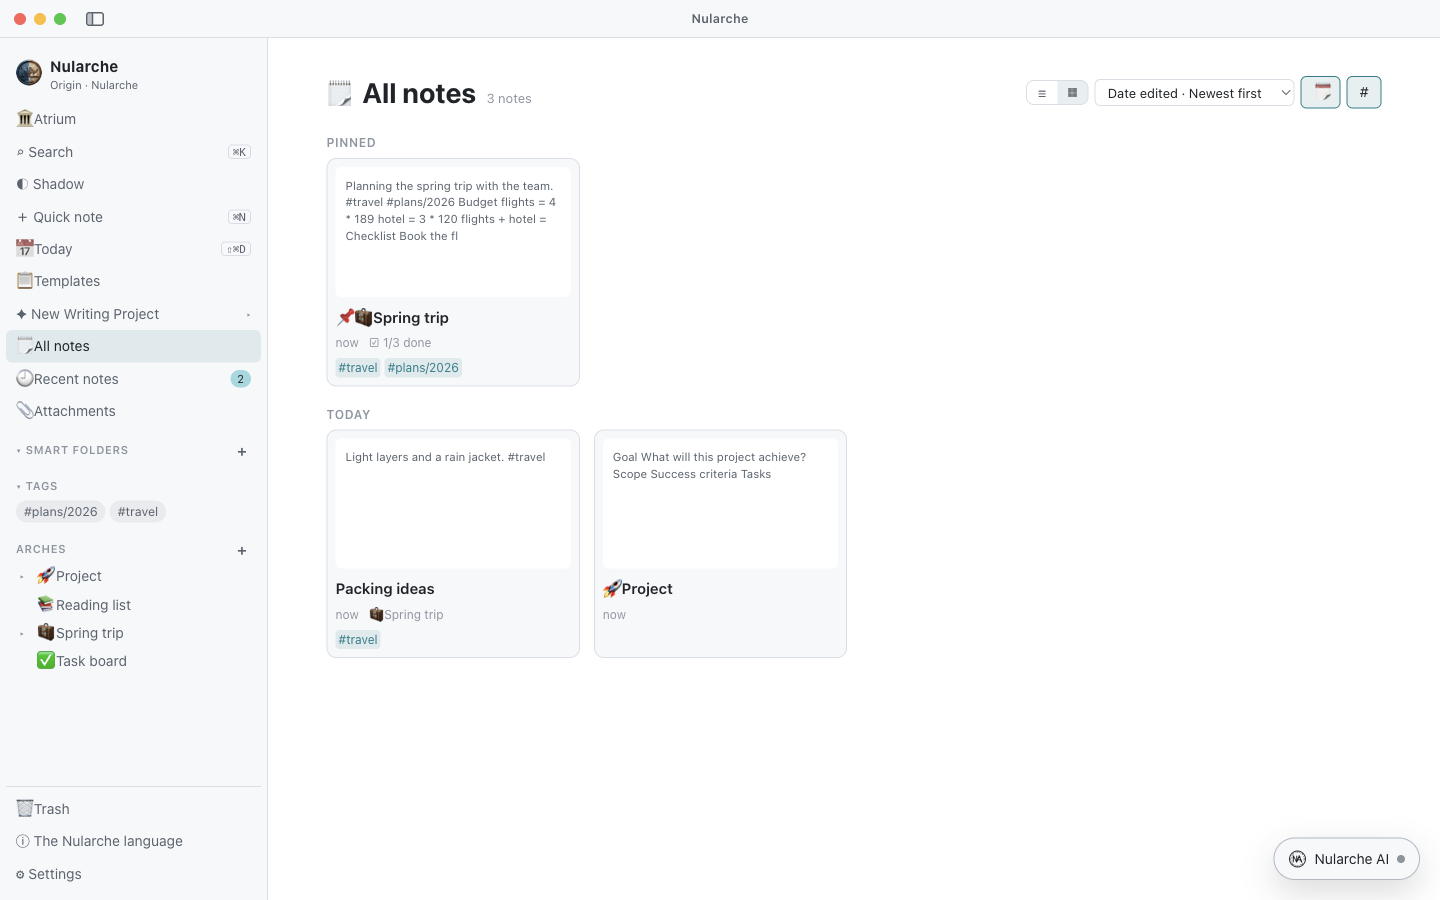 Nularche
Nularche
Origin · Nularche
Atrium
Search ⌘K
Shadow
+ Quick note ⌘N
Today ⇧⌘D
Templates
New Writing Project
All notes
Recent notes 2
Attachments
SMART FOLDERS +
TAGS
#plans/2026 #travel
ARCHES +
Project
Reading list
Spring trip
Task board
Trash
The Nularche language
Settings
All notes 3 notes
Date edited · Newest first #
PINNED
Planning the spring trip with the team.
#travel #plans/2026 Budget flights = 4
* 189 hotel = 3 * 120 flights + hotel =
Checklist Book the fl
Spring trip
now ☑ 1/3 done
#travel #plans/2026
TODAY
Light layers and a rain jacket. #travel
Packing ideas
now Spring trip
#travel
Goal What will this project achieve?
Scope Success criteria Tasks
Project
now
NA Nularche AI